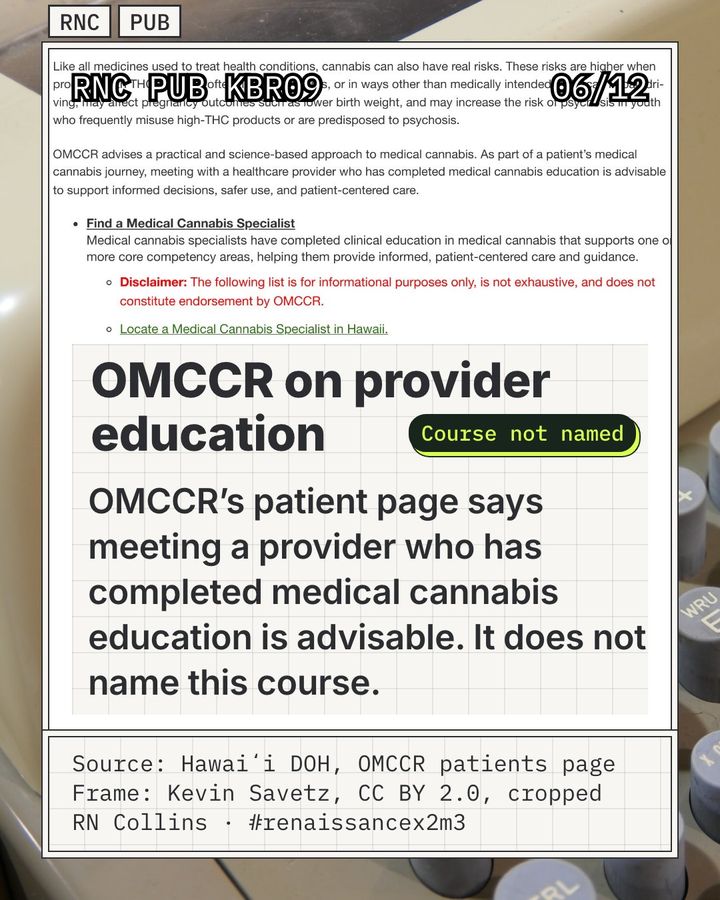 RNC PUB
Like all medicines used to treat health conditions, cannabis can also have real risks. These risks are higher when
RNC PUB KBR09 06/12
ving, may affect pregnancy outcomes such as lower birth weight, and may increase the risk of psychosis in youth
who frequently misuse high-THC products or are predisposed to psychosis.
OMCCR advises a practical and science-based approach to medical cannabis. As part of a patient’s medical
cannabis journey, meeting with a healthcare provider who has completed medical cannabis education is advisable
to support informed decisions, safer use, and patient-centered care.
• Find a Medical Cannabis Specialist
Medical cannabis specialists have completed clinical education in medical cannabis that supports one or
more core competency areas, helping them provide informed, patient-centered care and guidance.
Disclaimer: The following list is for informational purposes only, is not exhaustive, and does not
constitute endorsement by OMCCR.
Locate a Medical Cannabis Specialist in Hawaii.
OMCCR on provider
education
Course not named
OMCCR’s patient page says
meeting a provider who has
completed medical cannabis
education is advisable. It does not
name this course.
Source: Hawaiʻi DOH, OMCCR patients page
Frame: Kevin Savetz, CC BY 2.0, cropped
RN Collins · #renaissancex2m3
+
WRU
E